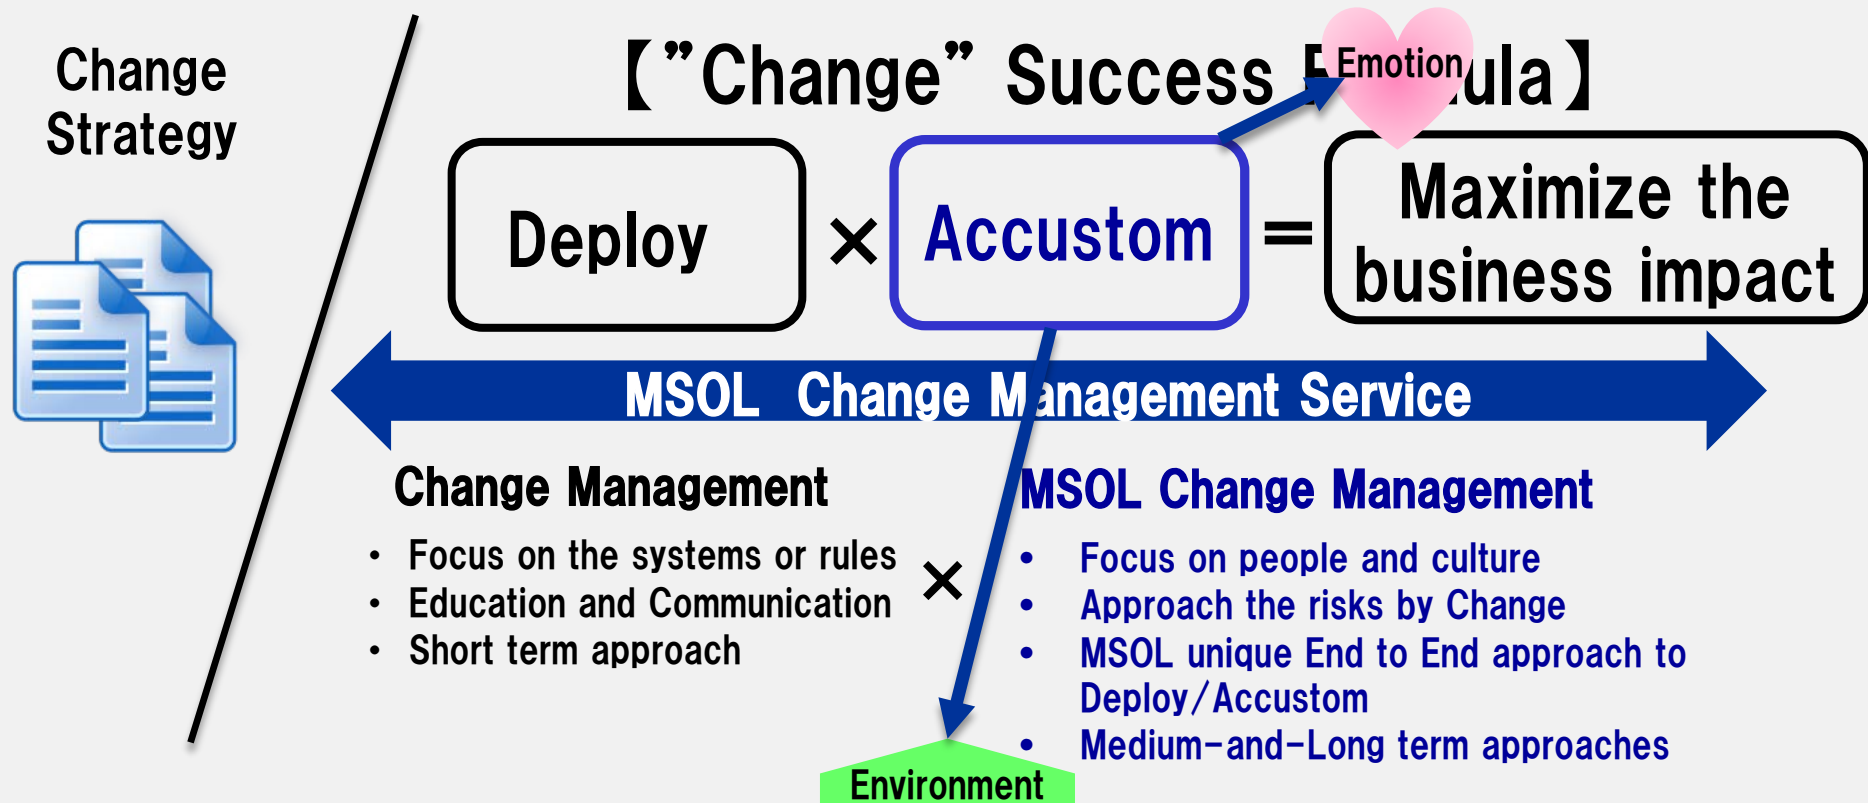 Change
Strategy
【”Change” Success 】
Emotion
Deploy
×
Accustom
=
Maximize the
business impact
MSOL Change Management Service
Change Management
・ Focus on the systems or rules
・ Education and Communication
・ Short term approach
×
MSOL Change Management
• Focus on people and culture
• Approach the risks by Change
• MSOL unique End to End approach to
Deploy/Accustom
• Medium-and-Long term approaches
Environment